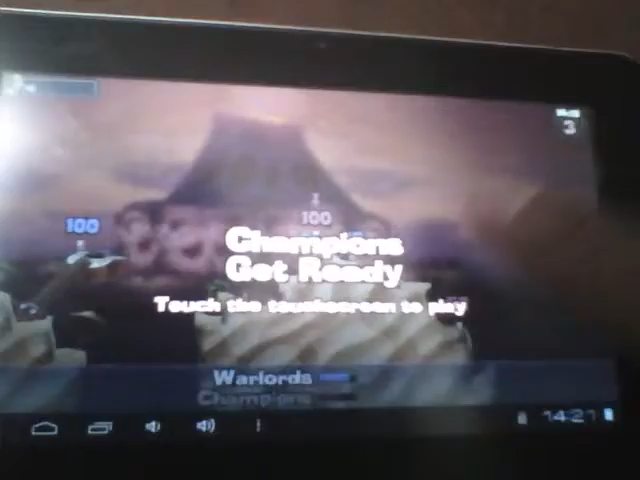 3
100
100
Champions
Get Ready
Touch the touchscreen to play
Warlords
Champions
14:21